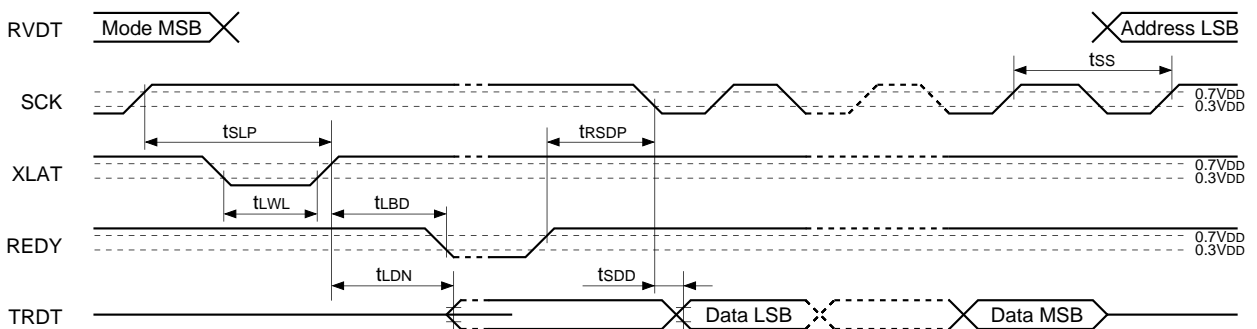 RVDT Mode MSB Address LSB
tSS
SCK 0.7VDD
0.3VDD
tSLP tRSDP
XLAT 0.7VDD
0.3VDD
tLWL tLBD
REDY 0.7VDD
0.3VDD
tLDN tSDD
TRDT Data LSB Data MSB